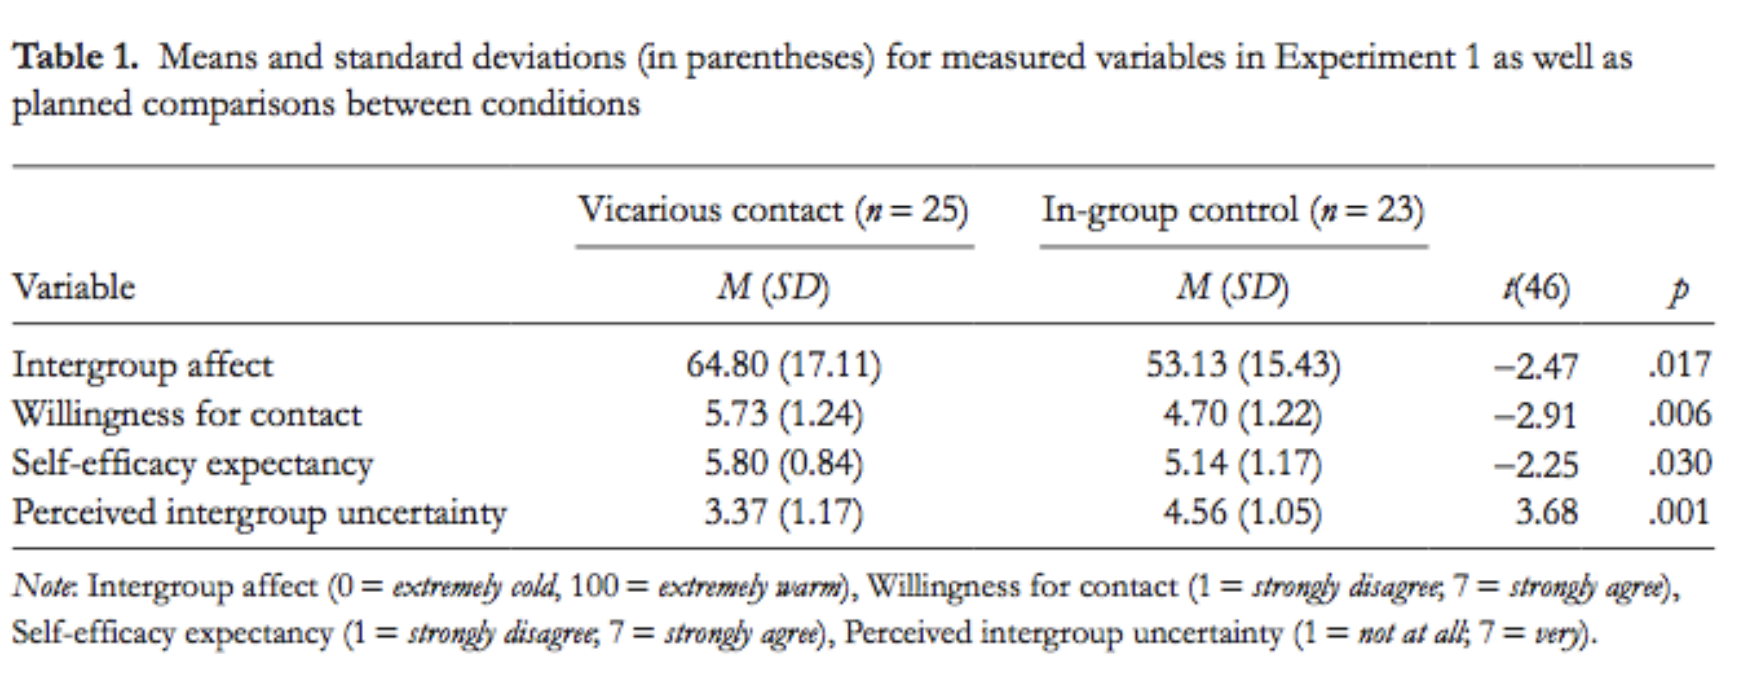 Table 1. Means and standard deviations (in parentheses) for measured variables in Experiment 1 as well as
planned comparisons between conditions
Vicarious contact (n = 25) In-group control (n = 23)
Variable M (SD) M (SD) t(46) p
Intergroup affect 64.80 (17.11) 53.13 (15.43) −2.47 .017
Willingness for contact 5.73 (1.24) 4.70 (1.22) −2.91 .006
Self-efficacy expectancy 5.80 (0.84) 5.14 (1.17) −2.25 .030
Perceived intergroup uncertainty 3.37 (1.17) 4.56 (1.05) 3.68 .001
Note: Intergroup affect (0 = extremely cold, 100 = extremely warm), Willingness for contact (1 = strongly disagree; 7 = strongly agree),
Self-efficacy expectancy (1 = strongly disagree; 7 = strongly agree), Perceived intergroup uncertainty (1 = not at all; 7 = very).